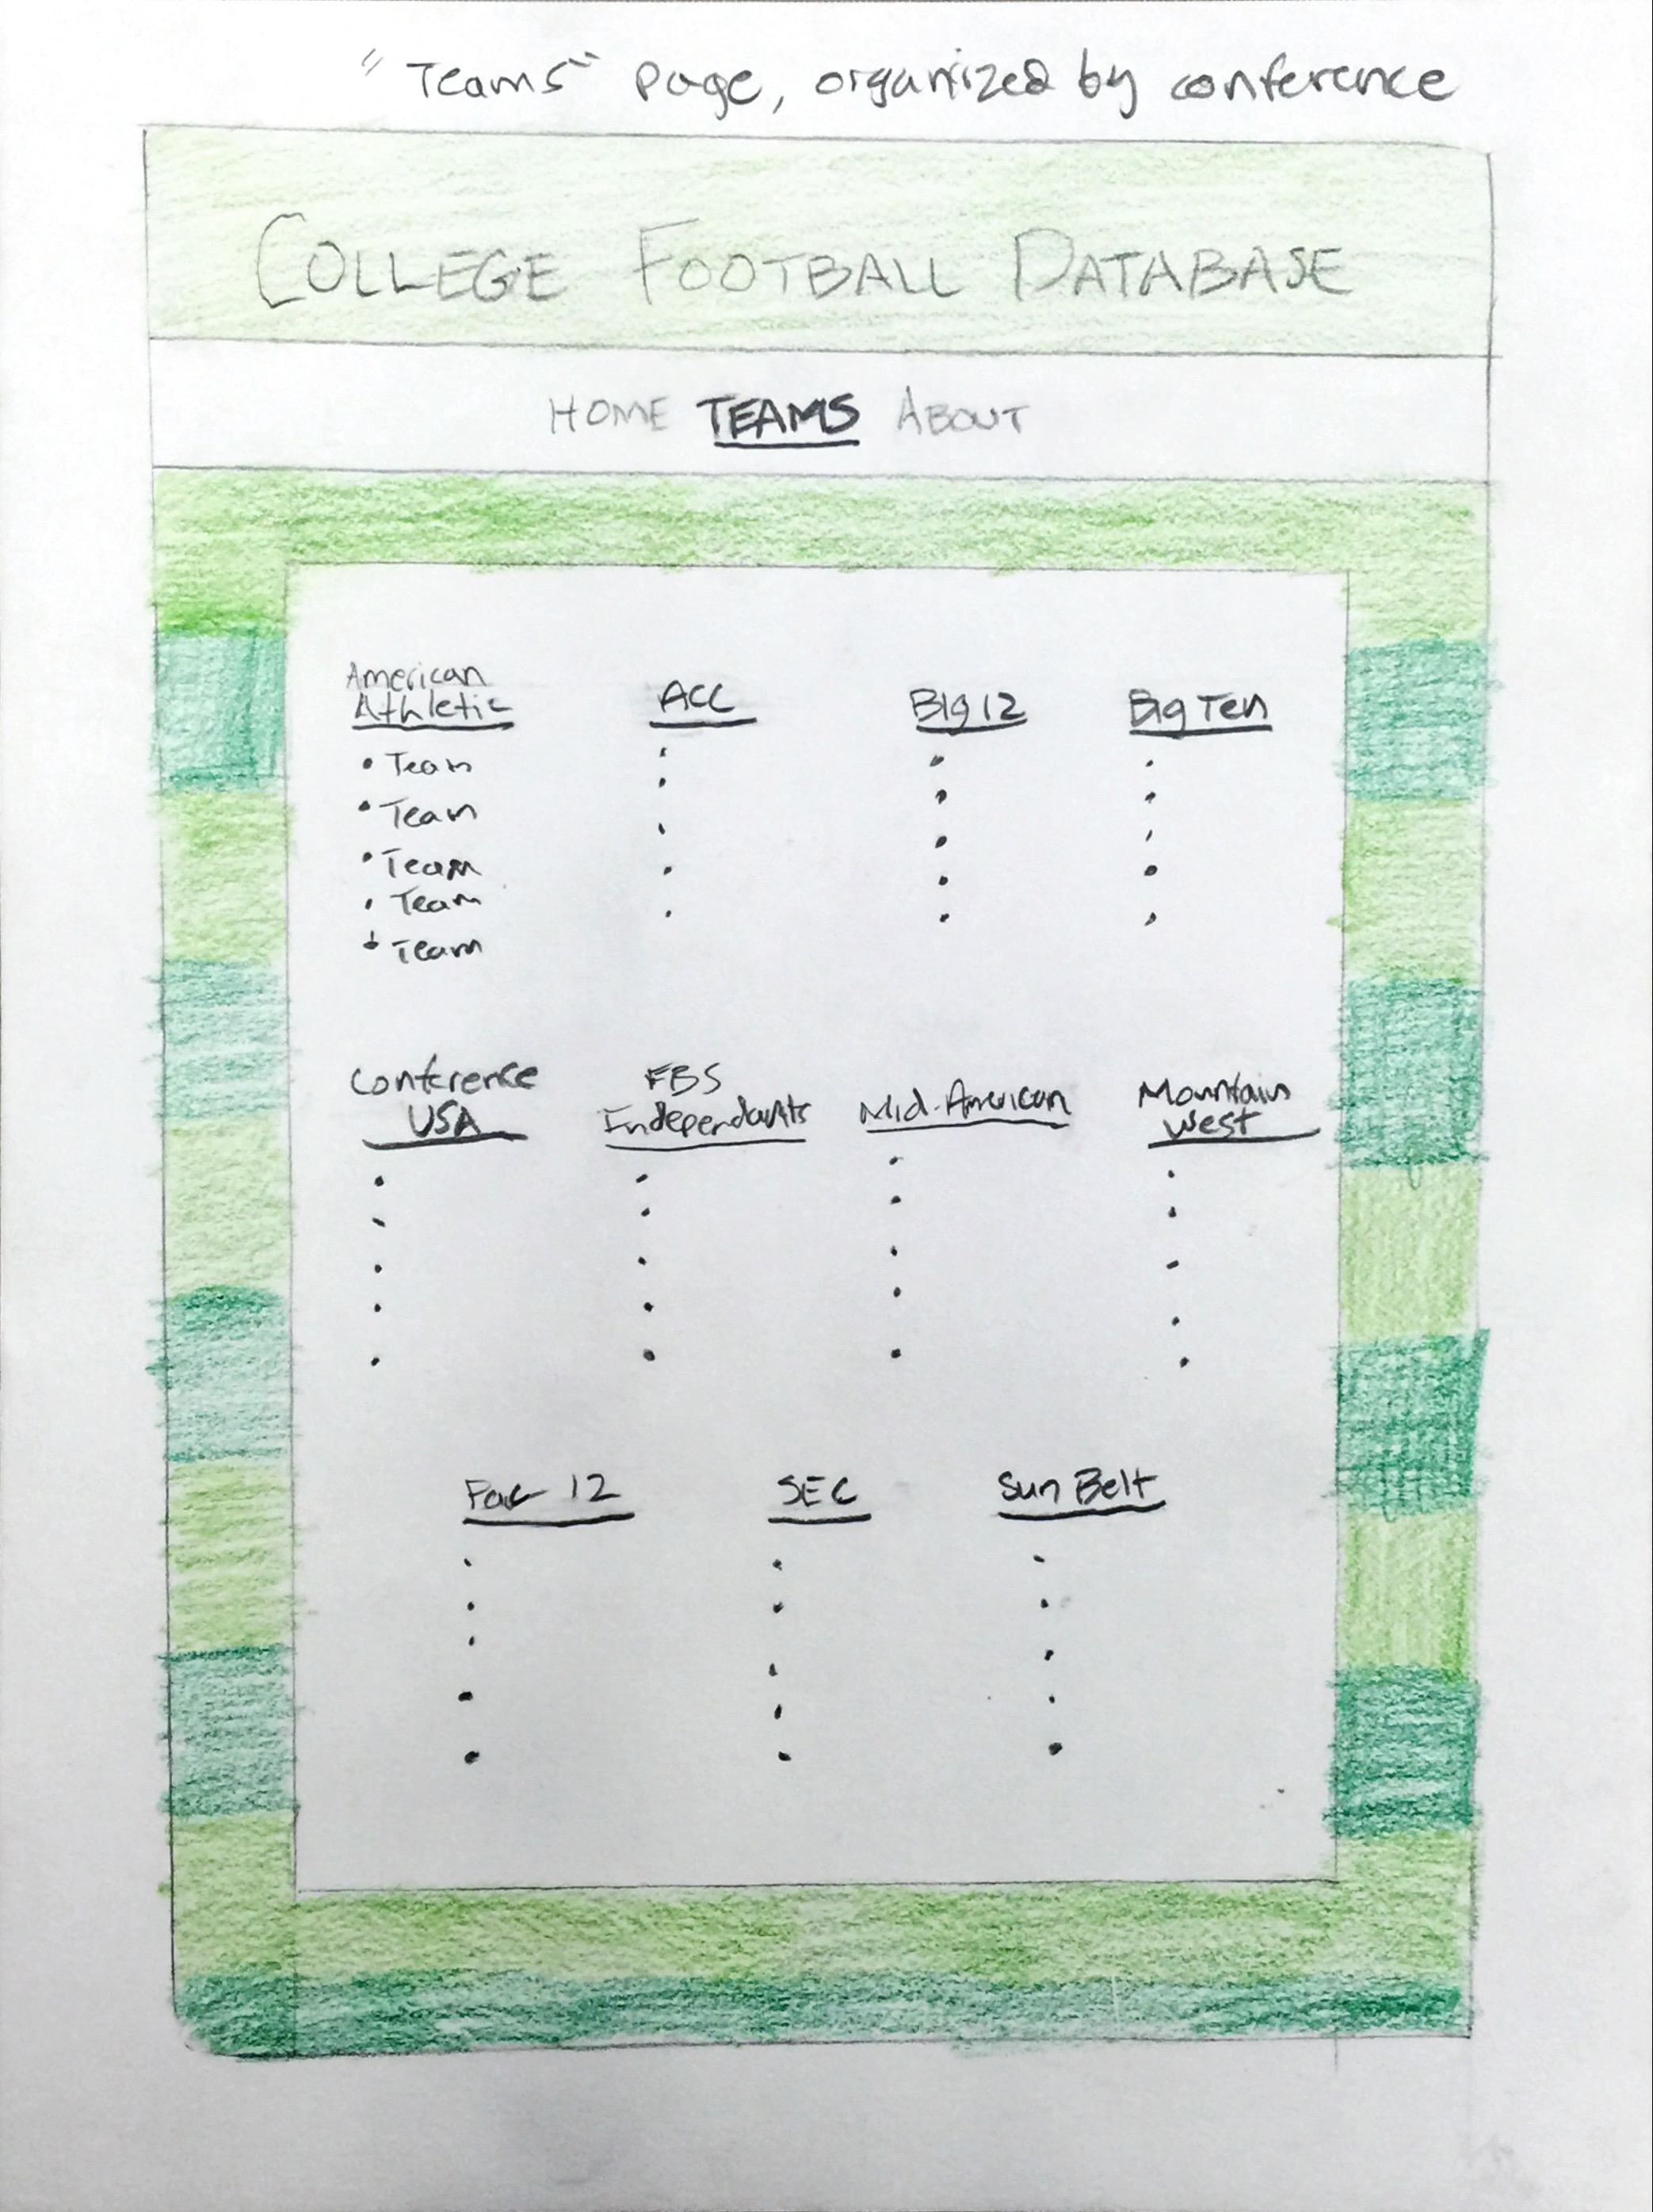 "Teams" page, organized by conference
COLLEGE FOOTBALL DATABASE
HOME TEAMS ABOUT
American
Athletic
ACC
Big 12
Big Ten
• Team
• Team
• Team
• Team
• Team
Conference
USA
FBS
Independants
Mid-American
Mountain
West
Pac 12
SEC
Sun Belt